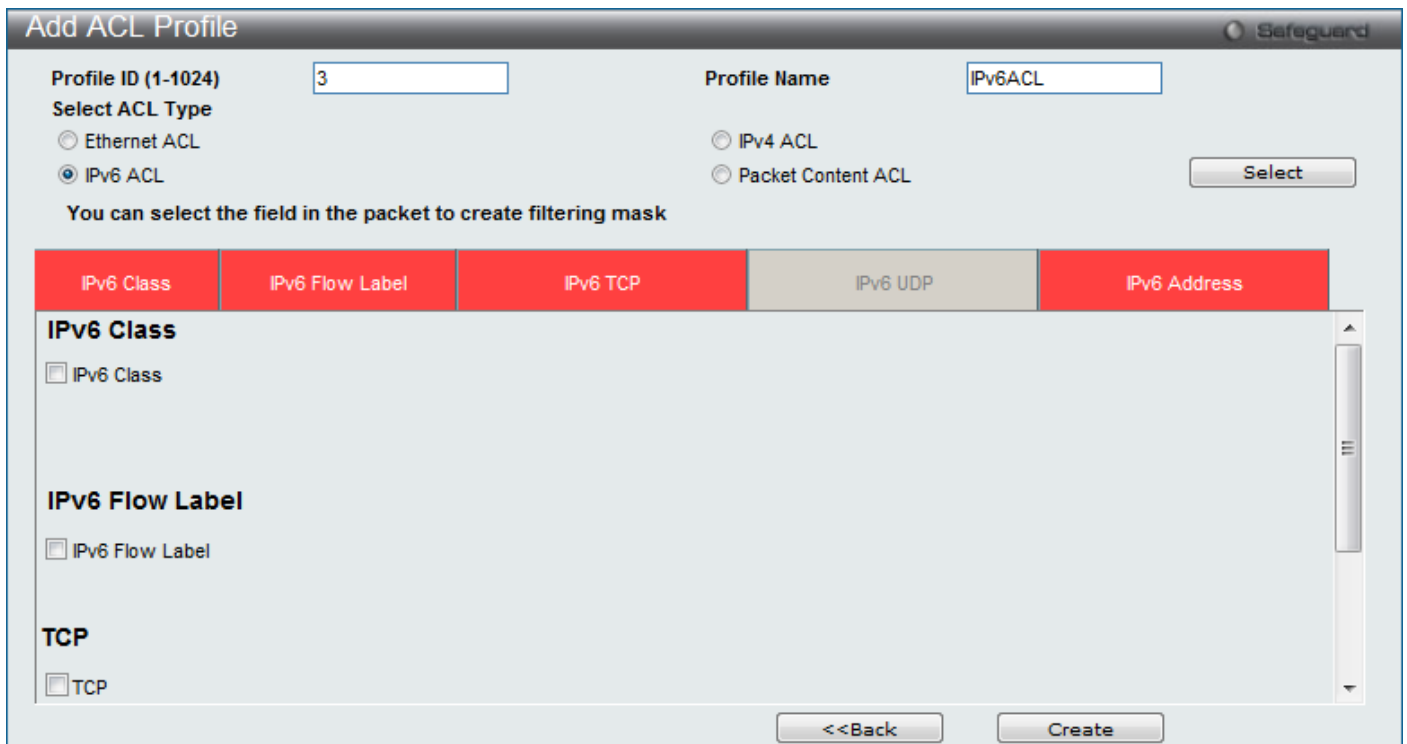 Add ACL Profile
Safeguard
Profile ID (1-1024) 3 Profile Name IPv6ACL
Select ACL Type
Ethernet ACL IPv4 ACL
IPv6 ACL Packet Content ACL Select
You can select the field in the packet to create filtering mask
IPv6 Class IPv6 Flow Label IPv6 TCP IPv6 UDP IPv6 Address
IPv6 Class
IPv6 Class
IPv6 Flow Label
IPv6 Flow Label
TCP
TCP
<<Back Create